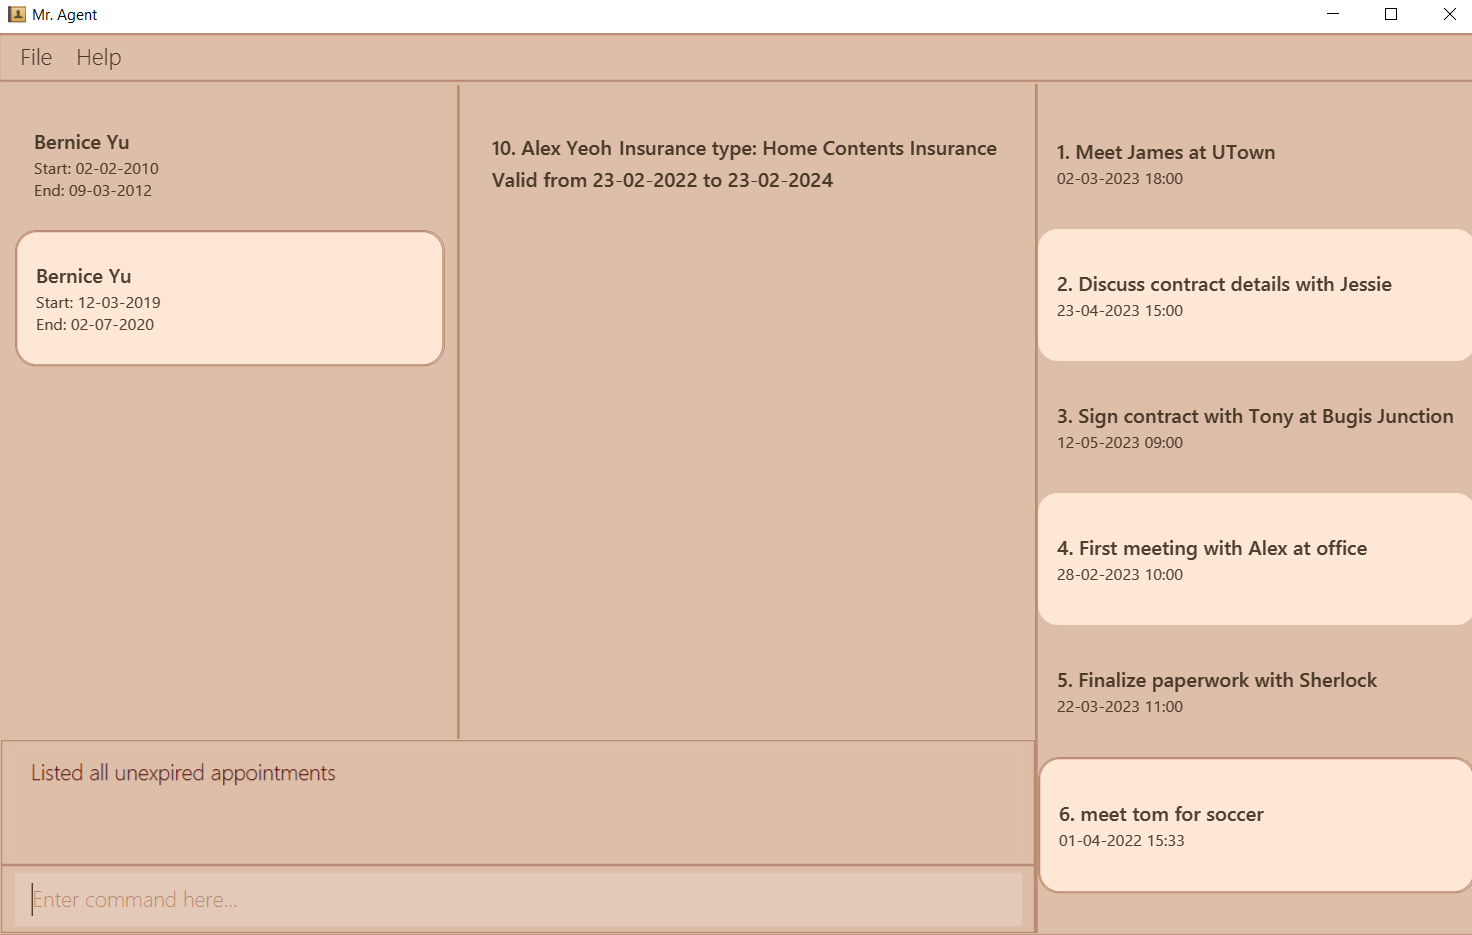 Mr. Agent
File Help
Bernice Yu
Start: 02-02-2010
End: 09-03-2012
Bernice Yu
Start: 12-03-2019
End: 02-07-2020
10. Alex Yeoh Insurance type: Home Contents Insurance
Valid from 23-02-2022 to 23-02-2024
1. Meet James at UTown
02-03-2023 18:00
2. Discuss contract details with Jessie
23-04-2023 15:00
3. Sign contract with Tony at Bugis Junction
12-05-2023 09:00
4. First meeting with Alex at office
28-02-2023 10:00
5. Finalize paperwork with Sherlock
22-03-2023 11:00
6. meet tom for soccer
01-04-2022 15:33
Listed all unexpired appointments
Enter command here...